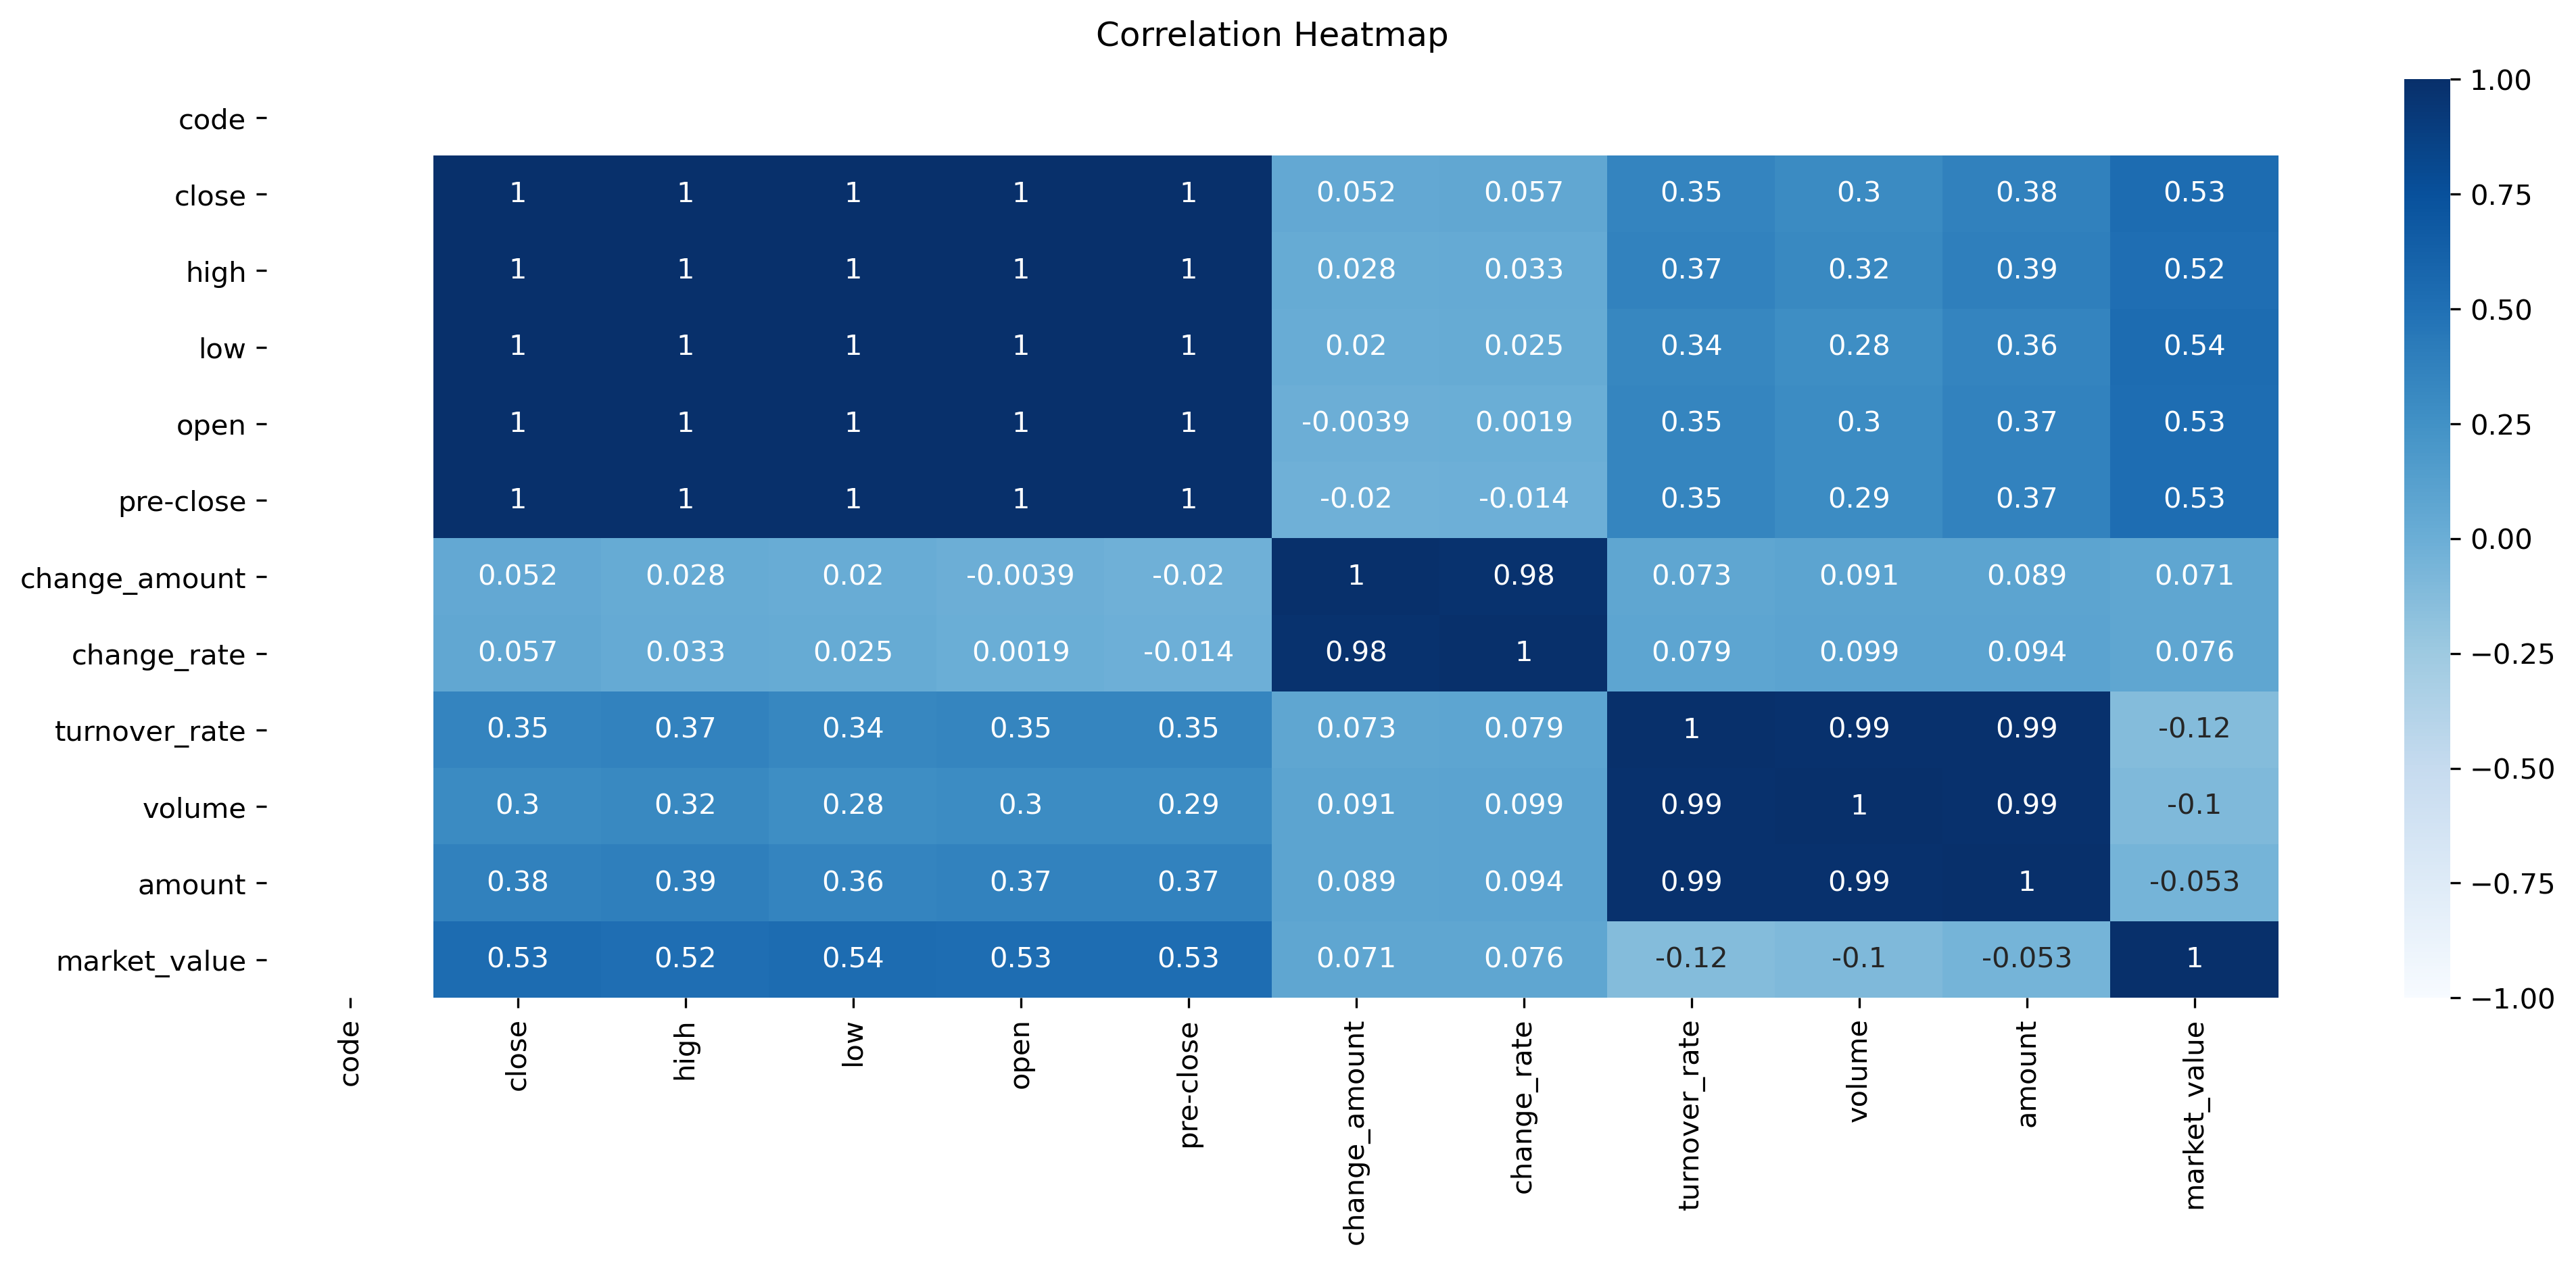 Correlation Heatmap
code
close 1 1 1 1 1 0.052 0.057 0.35 0.3 0.38 0.53
high 1 1 1 1 1 0.028 0.033 0.37 0.32 0.39 0.52
low 1 1 1 1 1 0.02 0.025 0.34 0.28 0.36 0.54
open 1 1 1 1 1 -0.0039 0.0019 0.35 0.3 0.37 0.53
pre-close 1 1 1 1 1 -0.02 -0.014 0.35 0.29 0.37 0.53
change_amount 0.052 0.028 0.02 -0.0039 -0.02 1 0.98 0.073 0.091 0.089 0.071
change_rate 0.057 0.033 0.025 0.0019 -0.014 0.98 1 0.079 0.099 0.094 0.076
turnover_rate 0.35 0.37 0.34 0.35 0.35 0.073 0.079 1 0.99 0.99 -0.12
volume 0.3 0.32 0.28 0.3 0.29 0.091 0.099 0.99 1 0.99 -0.1
amount 0.38 0.39 0.36 0.37 0.37 0.089 0.094 0.99 0.99 1 -0.053
market_value 0.53 0.52 0.54 0.53 0.53 0.071 0.076 -0.12 -0.1 -0.053 1
code close high low open pre-close change_amount change_rate turnover_rate volume amount market_value
1.00
0.75
0.50
0.25
0.00
−0.25
−0.50
−0.75
−1.00